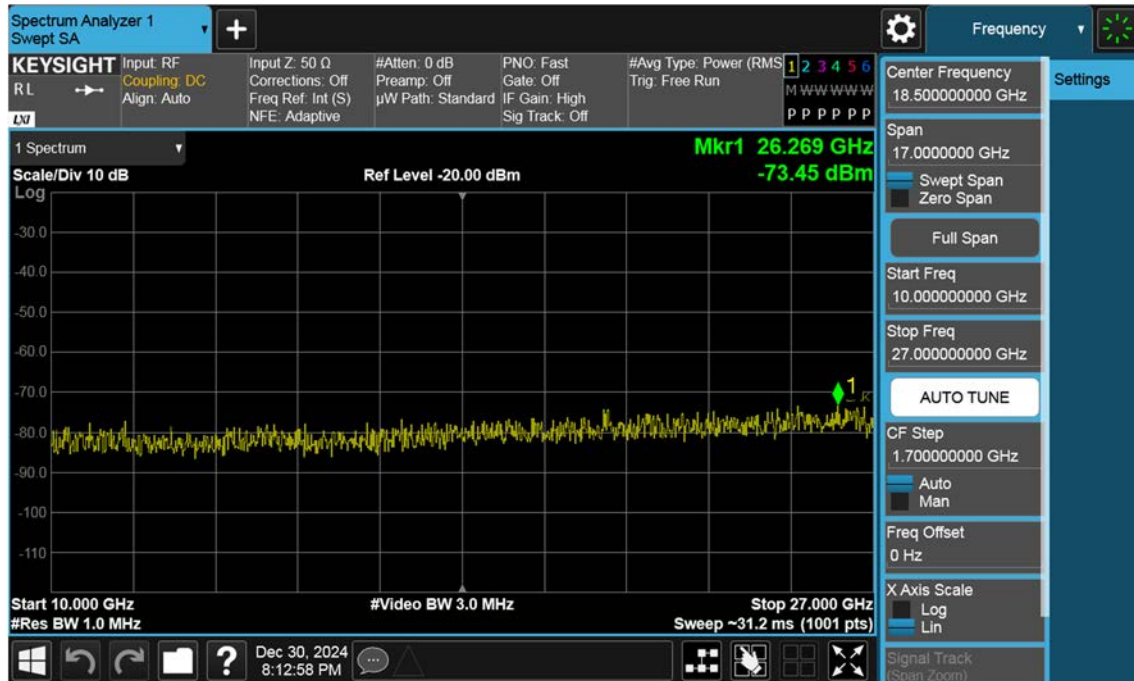 Spectrum Analyzer 1
Swept SA
Frequency
KEYSIGHT
RL
LXI
Input: RF
Coupling: DC
Align: Auto
Input Z: 50 Ω
Corrections: Off
Freq Ref: Int (S)
NFE: Adaptive
#Atten: 0 dB
Preamp: Off
µW Path: Standard
PNO: Fast
Gate: Off
IF Gain: High
Sig Track: Off
#Avg Type: Power (RMS
Trig: Free Run
1 2 3 4 5 6
M W W W W W
P P P P P P
1 Spectrum
Scale/Div 10 dB
Ref Level -20.00 dBm
Mkr1 26.269 GHz
-73.45 dBm
Log
-30.0
-40.0
-50.0
-60.0
-70.0
-80.0
-90.0
-100
-110
1
Start 10.000 GHz
#Video BW 3.0 MHz
Stop 27.000 GHz
#Res BW 1.0 MHz
Sweep ~31.2 ms (1001 pts)
Dec 30, 2024
8:12:58 PM
Center Frequency
18.500000000 GHz
Span
17.0000000 GHz
Swept Span
Zero Span
Full Span
Start Freq
10.000000000 GHz
Stop Freq
27.000000000 GHz
AUTO TUNE
CF Step
1.700000000 GHz
Auto
Man
Freq Offset
0 Hz
X Axis Scale
Log
Lin
Signal Track
(Span Zoom)
Settings